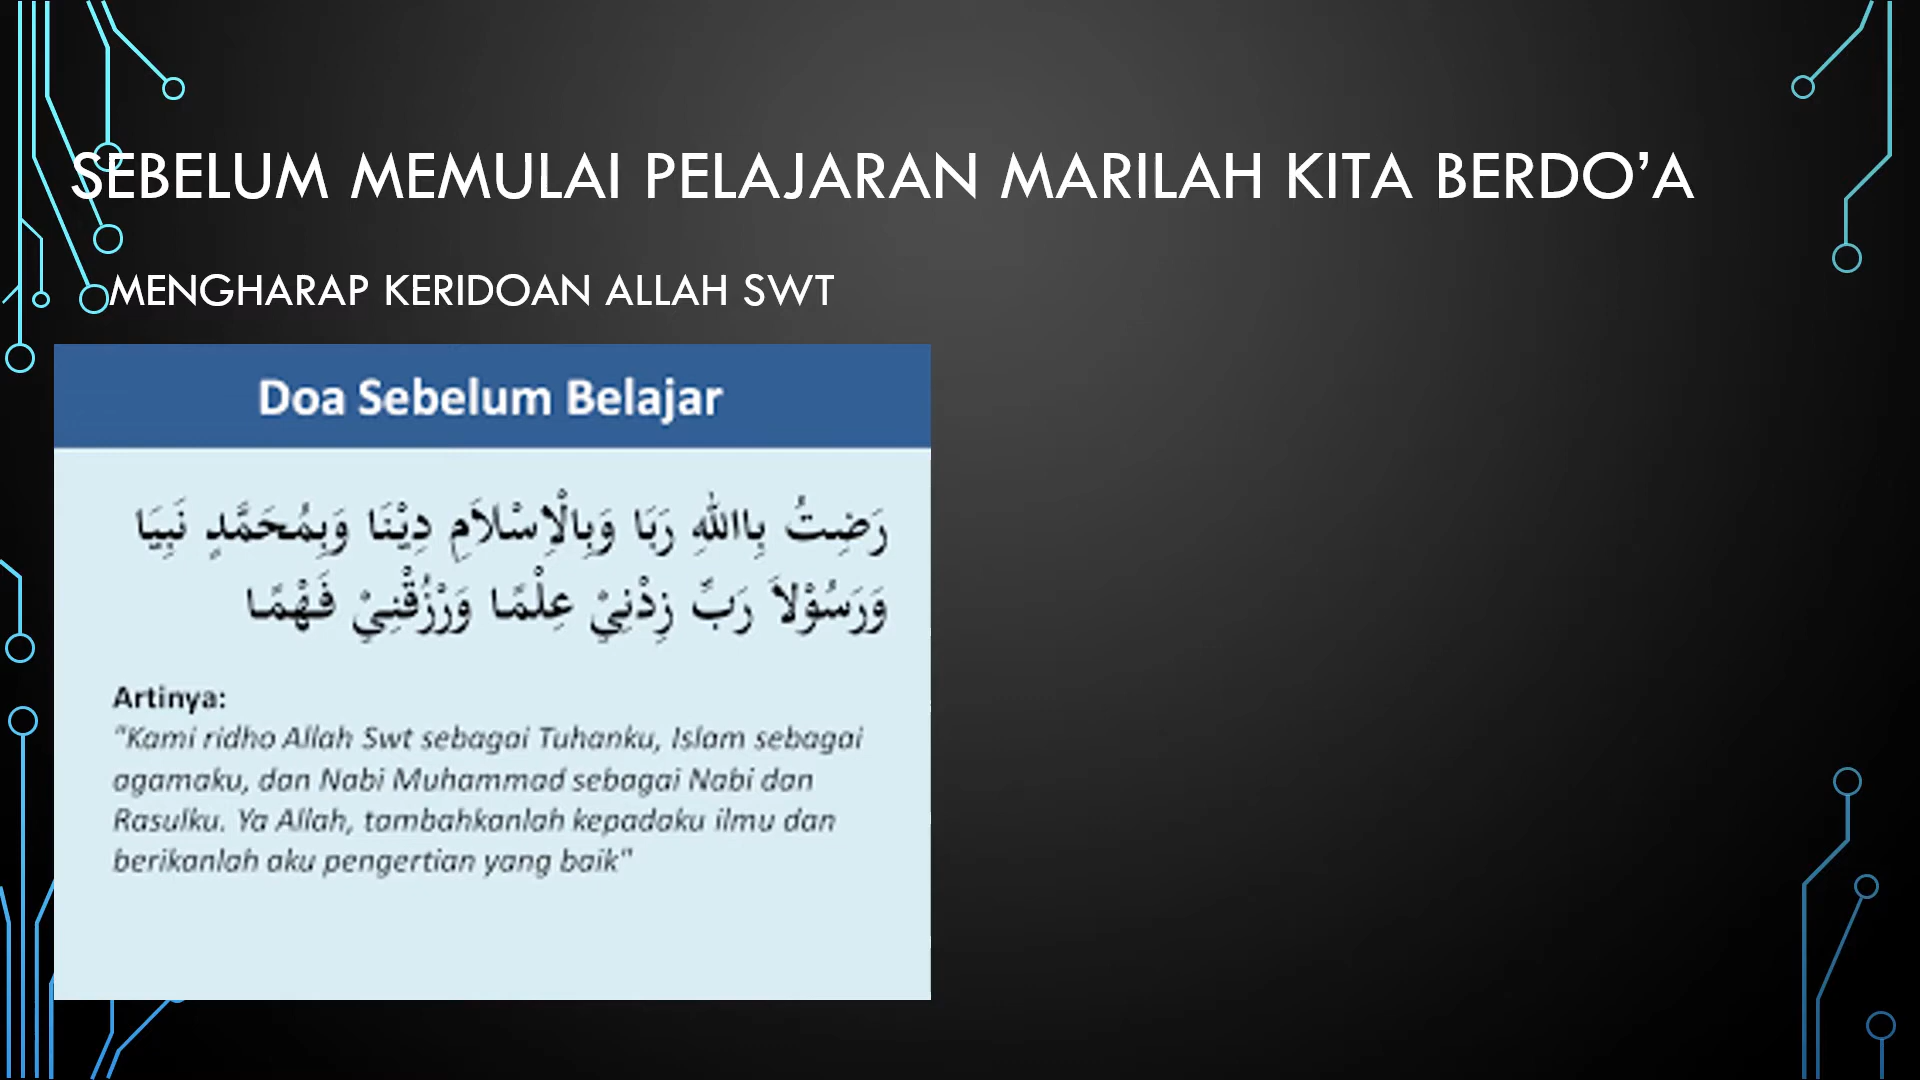 SEBELUM MEMULAI PELAJARAN MARILAH KITA BERDO’A
MENGHARAP KERIDOAN ALLAH SWT
Doa Sebelum Belajar
رَضِتُ بِااللهِ رَبَا وَبِالْاِسْلاَمِ دِيْنَا وَبِمُحَمَّدٍ نَبِيَا
وَرَسُوْلاَ رَبِّ زِدْنِيْ عِلْمًا وَرْزُقْنِيْ فَهْمًا
Artinya:
"Kami ridho Allah Swt sebagai Tuhanku, Islam sebagai
agamaku, dan Nabi Muhammad sebagai Nabi dan
Rasulku. Ya Allah, tambahkanlah kepadaku ilmu dan
berikanlah aku pengertian yang baik"